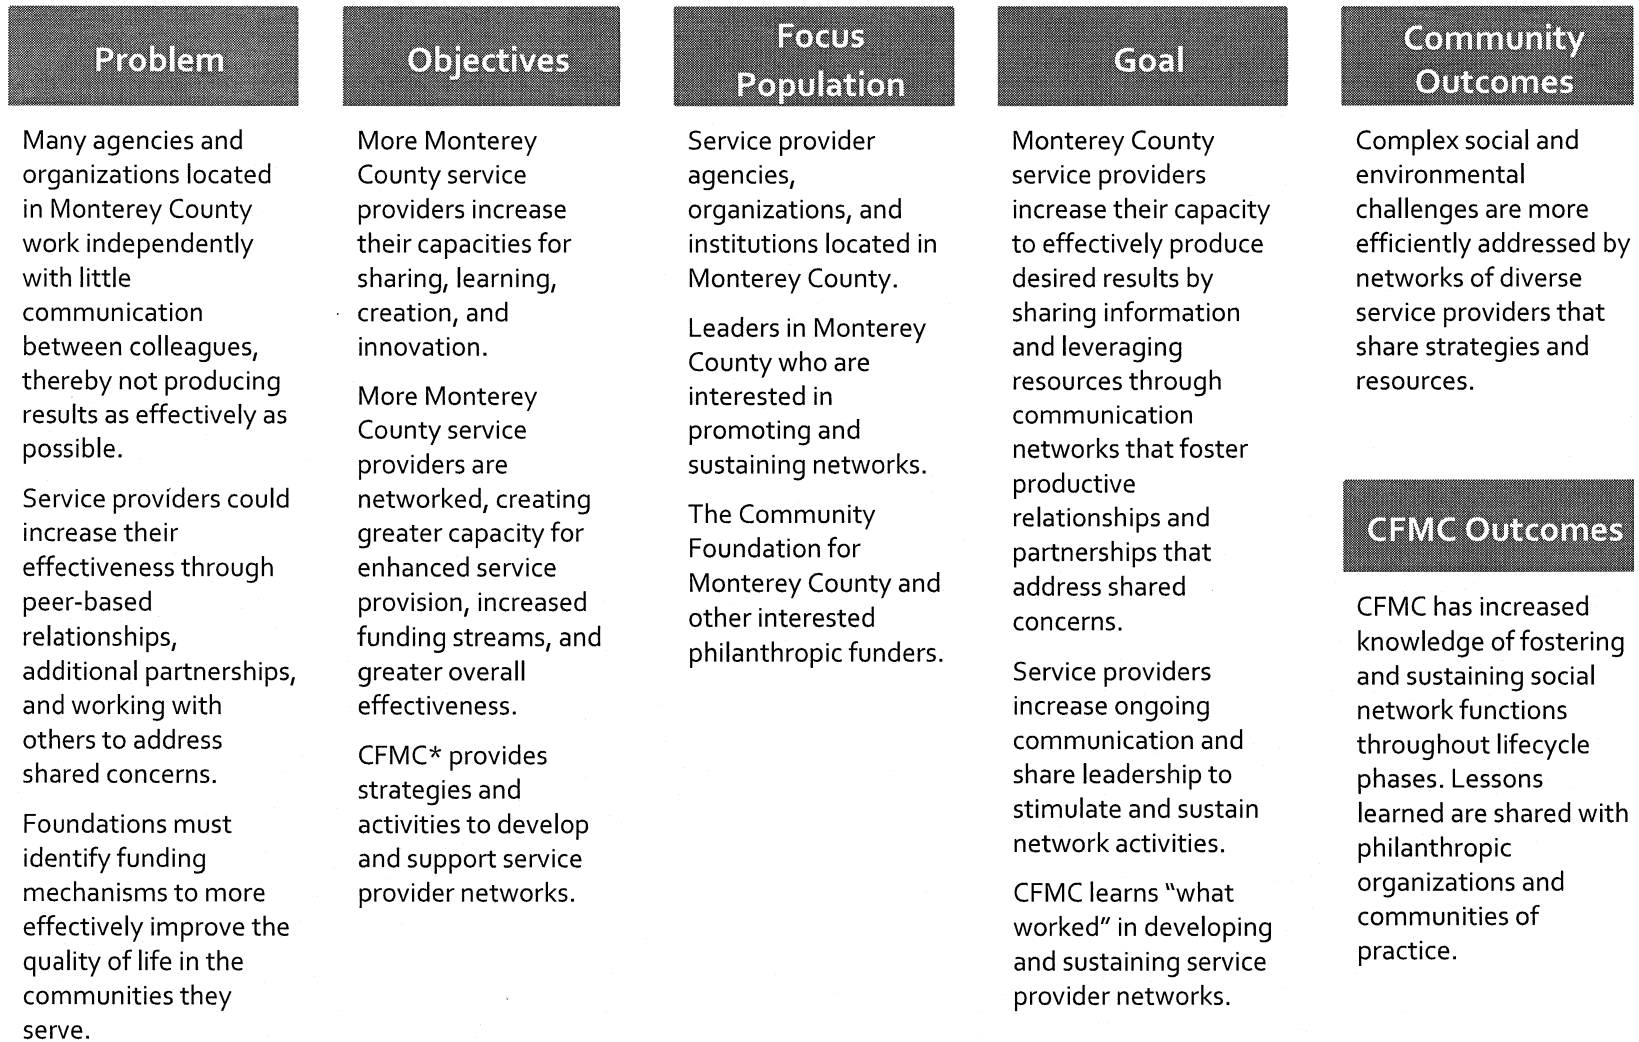 Problem
Many agencies and
organizations located
in Monterey County
work independently
with little
communication
between colleagues,
thereby not producing
results as effectively as
possible.
Service providers could
increase their
effectiveness through
peer-based
relationships,
additional partnerships,
and working with
others to address
shared concerns.
Foundations must
identify funding
mechanisms to more
effectively improve the
quality of life in the
communities they
serve.
Objectives
More Monterey
County service
providers increase
their capacities for
sharing, learning,
creation, and
innovation.
More Monterey
County service
providers are
networked, creating
greater capacity for
enhanced service
provision, increased
funding streams, and
greater overall
effectiveness.
CFMC* provides
strategies and
activities to develop
and support service
provider networks.
Focus
Population
Service provider
agencies,
organizations, and
institutions located in
Monterey County.
Leaders in Monterey
County who are
interested in
promoting and
sustaining networks.
The Community
Foundation for
Monterey County and
other interested
philanthropic funders.
Goal
Monterey County
service providers
increase their capacity
to effectively produce
desired results by
sharing information
and leveraging
resources through
communication
networks that foster
productive
relationships and
partnerships that
address shared
concerns.
Service providers
increase ongoing
communication and
share leadership to
stimulate and sustain
network activities.
CFMC learns “what
worked” in developing
and sustaining service
provider networks.
Community
Outcomes
Complex social and
environmental
challenges are more
efficiently addressed by
networks of diverse
service providers that
share strategies and
resources.
CFMC Outcomes
CFMC has increased
knowledge of fostering
and sustaining social
network functions
throughout lifecycle
phases. Lessons
learned are shared with
philanthropic
organizations and
communities of
practice.